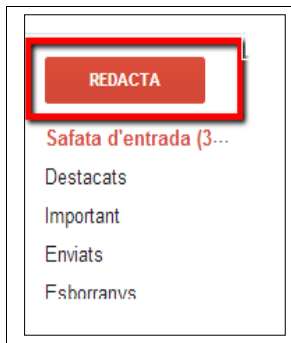 REDACTA
Safata d'entrada (3...
Destacats
Important
Enviats
Esborranys